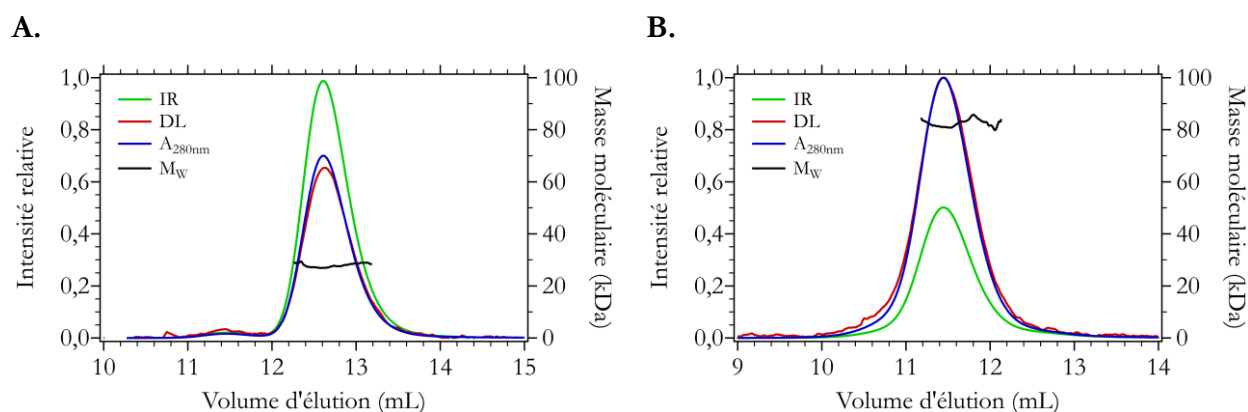 A.
1,0
0,8
0,6
0,4
0,2
0,0
Intensité relative
IR
DL
A280nm
MW
100
80
60
40
20
0
Masse moléculaire (kDa)
10 11 12 13 14 15
Volume d'élution (mL)
B.
1,0
0,8
0,6
0,4
0,2
0,0
Intensité relative
IR
DL
A280nm
MW
100
80
60
40
20
0
Masse moléculaire (kDa)
9 10 11 12 13 14
Volume d'élution (mL)